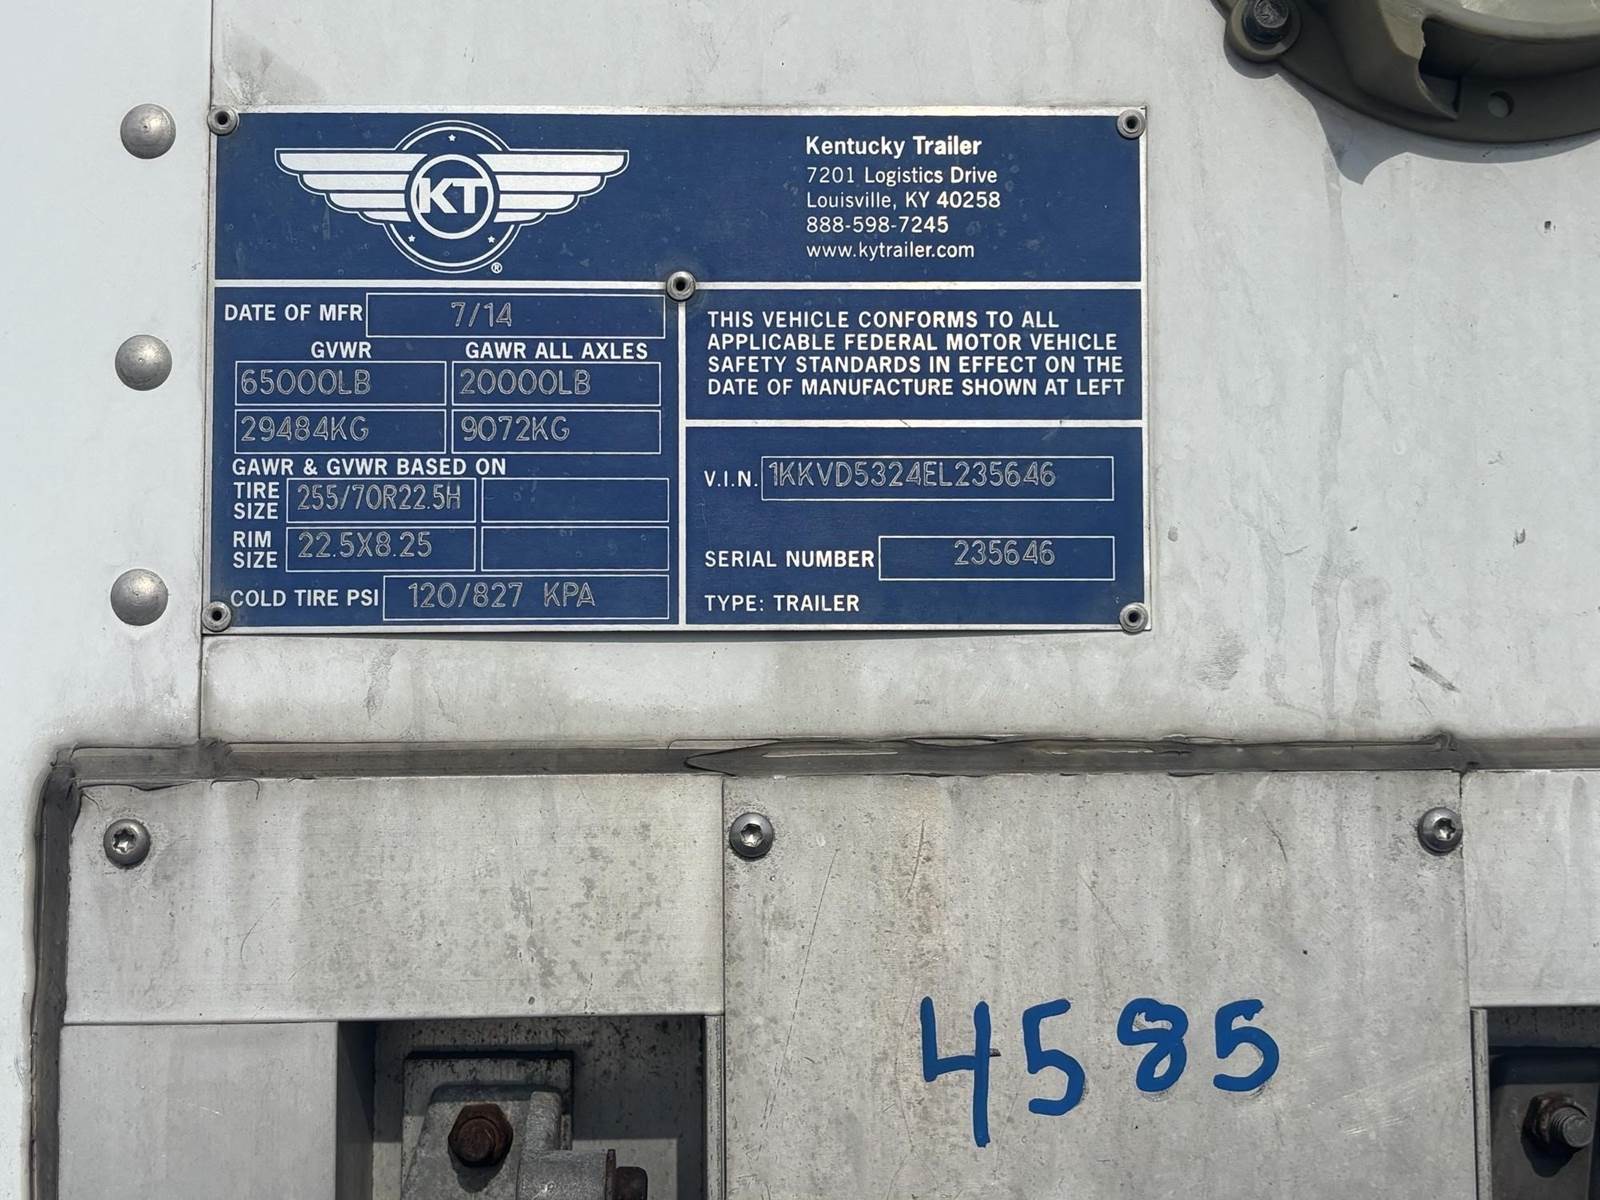 KT
®
Kentucky Trailer
7201 Logistics Drive
Louisville, KY 40258
888-598-7245
www.kytrailer.com
DATE OF MFR 7/14
GVWR GAWR ALL AXLES
65000LB 20000LB
29484KG 9072KG
GAWR & GVWR BASED ON
TIRE SIZE 255/70R22.5H
RIM SIZE 22.5X8.25
COLD TIRE PSI 120/827 KPA
THIS VEHICLE CONFORMS TO ALL
APPLICABLE FEDERAL MOTOR VEHICLE
SAFETY STANDARDS IN EFFECT ON THE
DATE OF MANUFACTURE SHOWN AT LEFT
V.I.N. 1KKVD5324EL235646
SERIAL NUMBER 235646
TYPE: TRAILER
4585